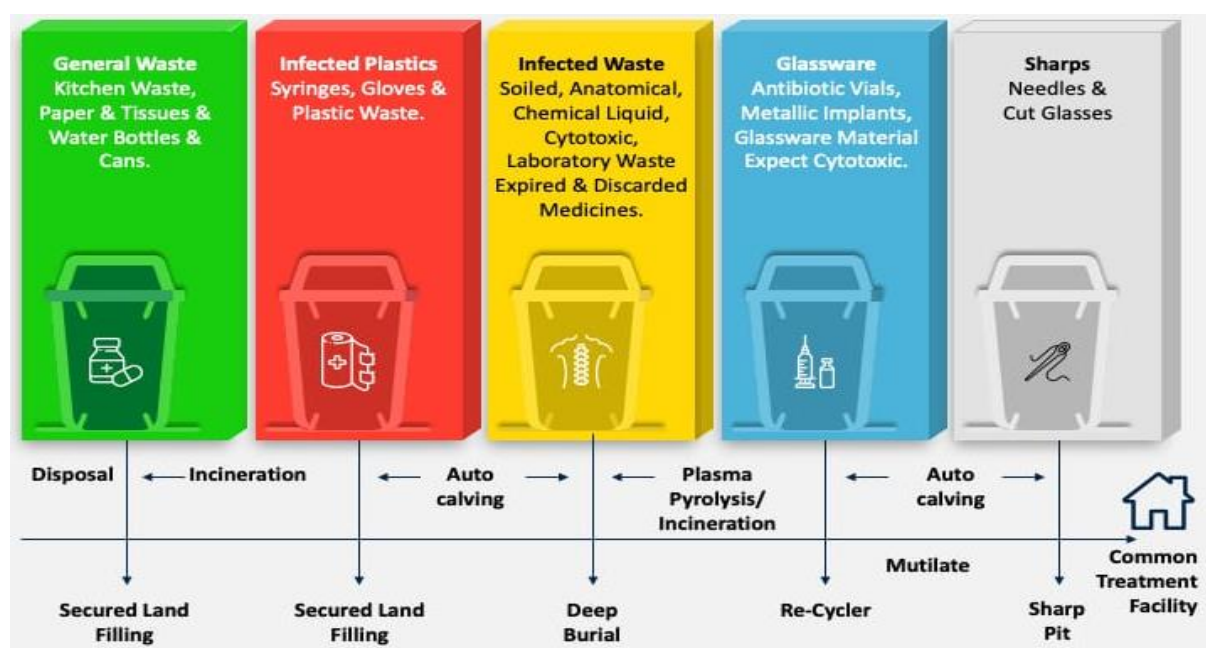 General Waste
Kitchen Waste,
Paper & Tissues &
Water Bottles &
Cans.
Infected Plastics
Syringes, Gloves &
Plastic Waste.
Infected Waste
Soiled, Anatomical,
Chemical Liquid,
Cytotoxic,
Laboratory Waste
Expired & Discarded
Medicines.
Glassware
Antibiotic Vials,
Metallic Implants,
Glassware Material
Expect Cytotoxic.
Sharps
Needles &
Cut Glasses
Disposal
Incineration
Auto
calving
Plasma
Pyrolysis/
Incineration
Auto
calving
Mutilate
Common
Treatment
Facility
Secured Land
Filling
Secured Land
Filling
Deep
Burial
Re-Cycler
Sharp
Pit